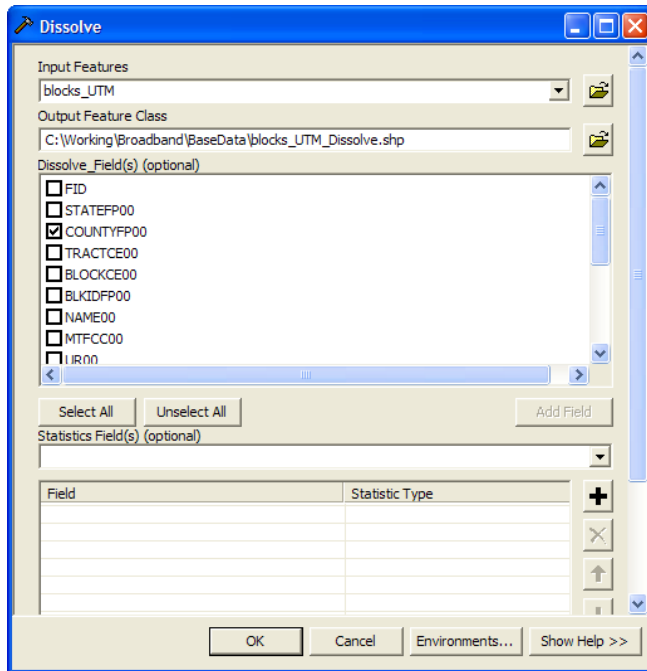 Dissolve
Input Features
blocks_UTM
Output Feature Class
C:\Working\Broadband\BaseData\blocks_UTM_Dissolve.shp
Dissolve_Field(s) (optional)
FID
STATEFP00
COUNTYFP00
TRACTCE00
BLOCKCE00
BLKIDFP00
NAME00
MTFCC00
UR00
Select All Unselect All Add Field
Statistics Field(s) (optional)
Field Statistic Type
OK Cancel Environments... Show Help >>